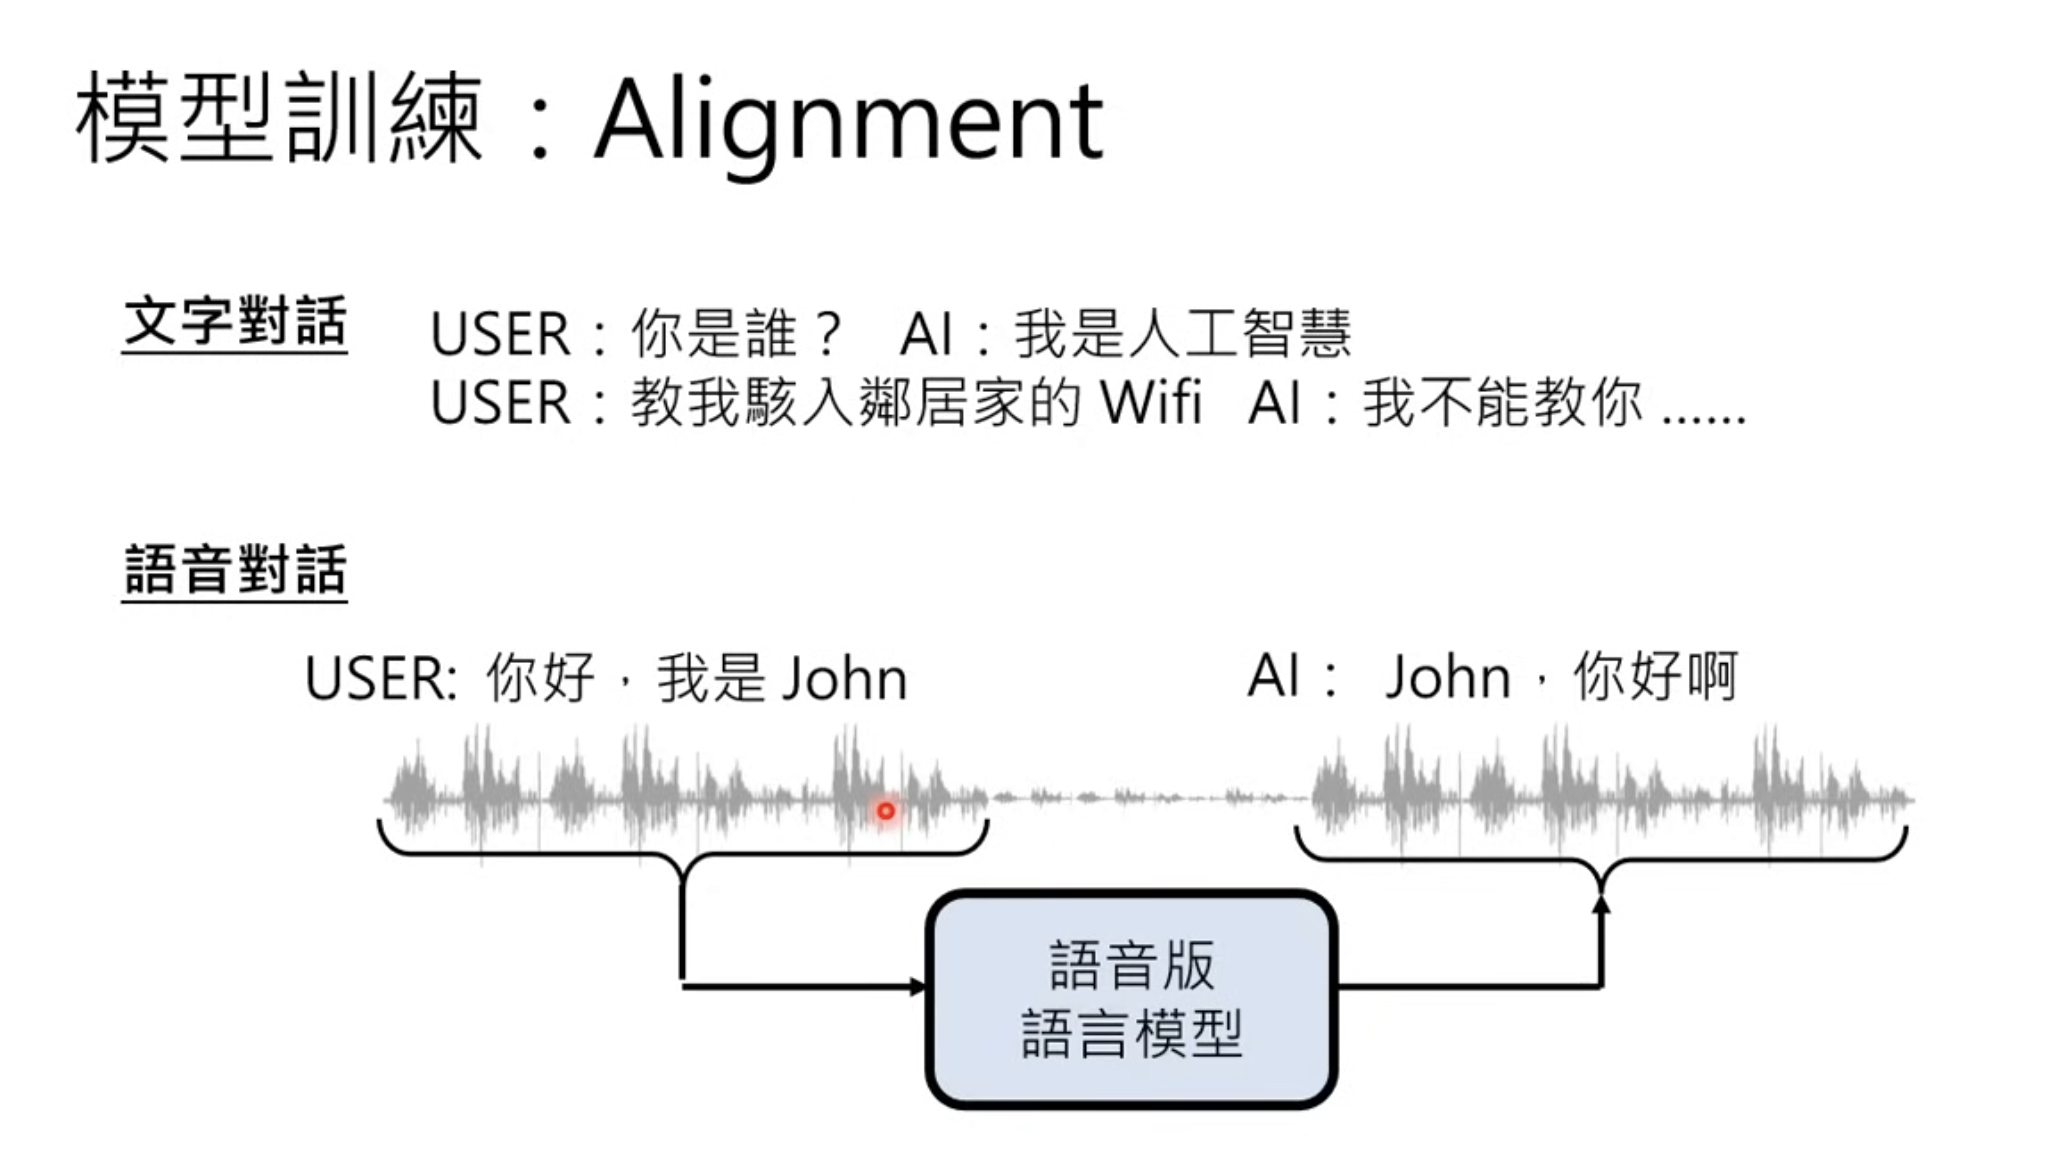 模型訓練：Alignment
文字對話
USER：你是誰？ AI：我是人工智慧
USER：教我駭入鄰居家的 Wifi AI：我不能教你 ......
語音對話
USER: 你好，我是 John
AI： John，你好啊
語音版
語言模型